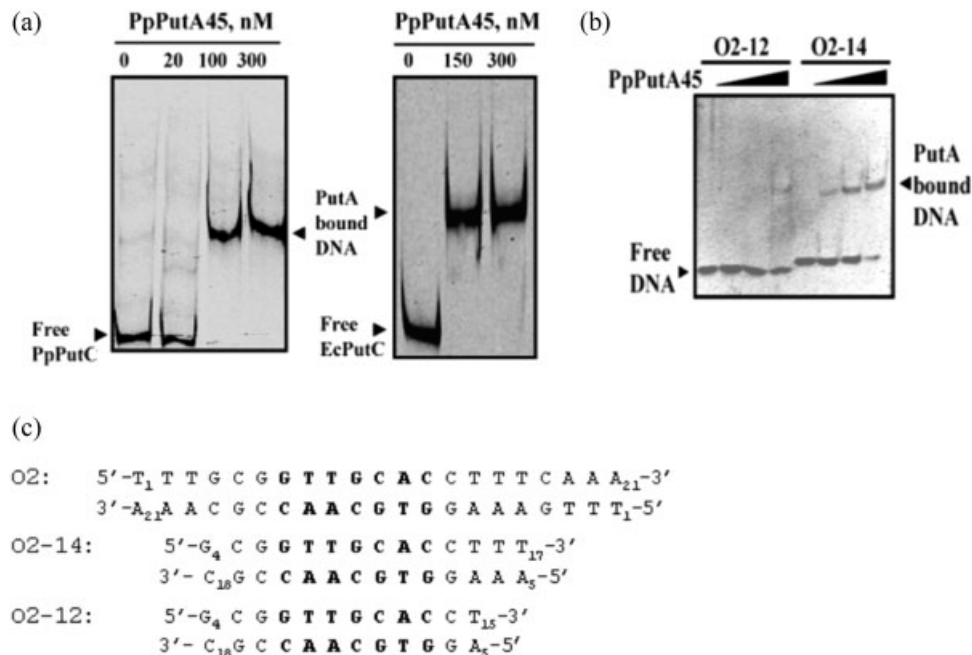 (a)
PpPutA45, nM
0 20 100 300
PutA
bound
DNA
Free
PpPutC
PpPutA45, nM
0 150 300
Free
EcPutC
(b)
O2-12 O2-14
PpPutA45
PutA
bound
DNA
Free
DNA
(c)
O2: 5'-T₁ T T G C G G T T G C A C C T T T C A A A₂₁-3'
3'-A₂₁A A C G C C A A C G T G G A A A G T T T₁-5'
O2-14: 5'-G₄ C G G T T G C A C C T T T₁₇-3'
3'- C₁₈G C C A A C G T G G A A A₅-5'
O2-12: 5'-G₄ C G G T T G C A C C T₁₅-3'
3'- C₁₈G C C A A C G T G G A₅-5'